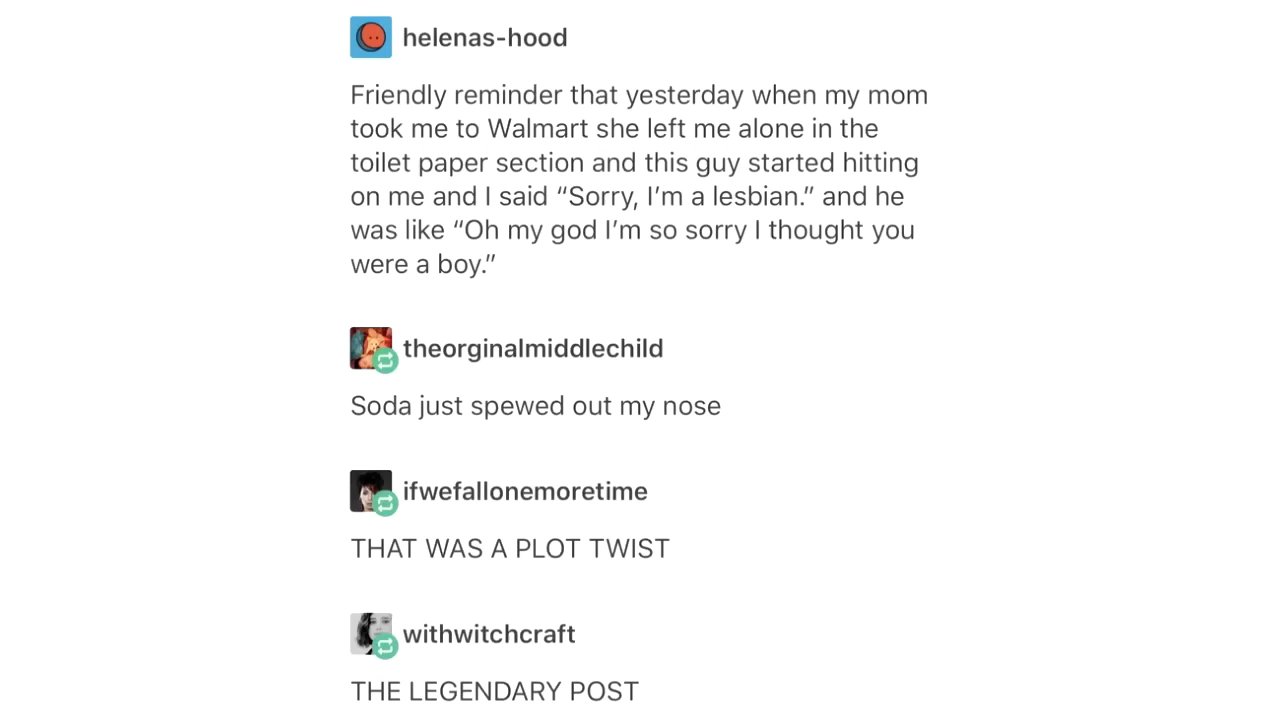 helenas-hood
Friendly reminder that yesterday when my mom
took me to Walmart she left me alone in the
toilet paper section and this guy started hitting
on me and I said “Sorry, I’m a lesbian.” and he
was like “Oh my god I’m so sorry I thought you
were a boy.”
theorginalmiddlechild
Soda just spewed out my nose
ifwefallonemoretime
THAT WAS A PLOT TWIST
withwitchcraft
THE LEGENDARY POST